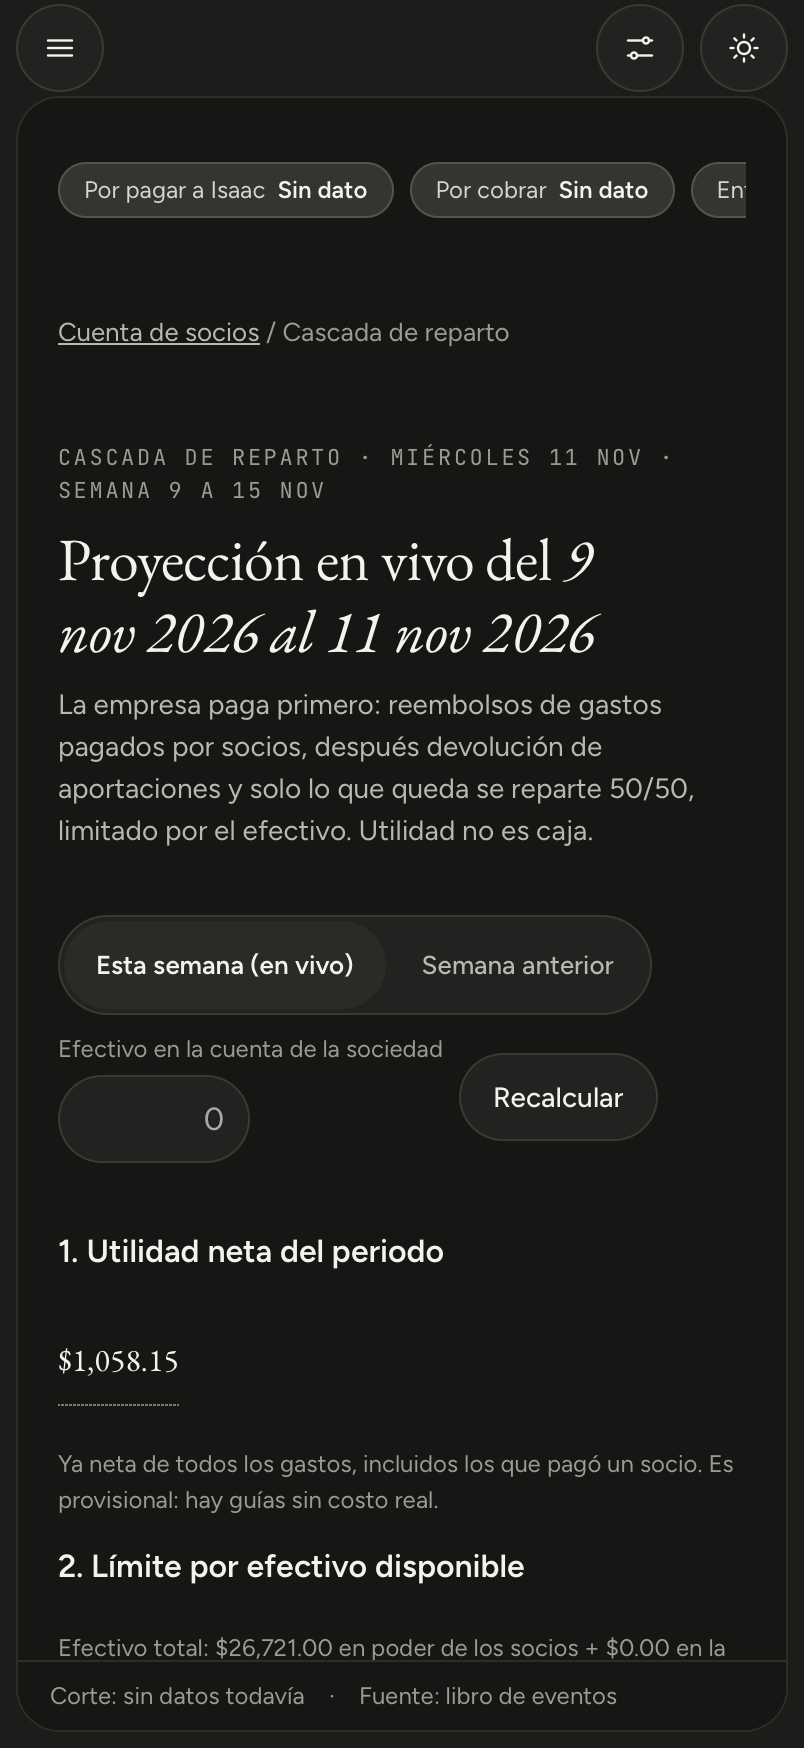 Por pagar a Isaac Sin dato
Por cobrar Sin dato
Cuenta de socios / Cascada de reparto
CASCADA DE REPARTO · MIÉRCOLES 11 NOV ·
SEMANA 9 A 15 NOV
Proyección en vivo del 9
nov 2026 al 11 nov 2026
La empresa paga primero: reembolsos de gastos
pagados por socios, después devolución de
aportaciones y solo lo que queda se reparte 50/50,
limitado por el efectivo. Utilidad no es caja.
Esta semana (en vivo)
Semana anterior
Efectivo en la cuenta de la sociedad
0
Recalcular
1. Utilidad neta del periodo
$1,058.15
Ya neta de todos los gastos, incluidos los que pagó un socio. Es
provisional: hay guías sin costo real.
2. Límite por efectivo disponible
Efectivo total: $26,721.00 en poder de los socios + $0.00 en la
Corte: sin datos todavía · Fuente: libro de eventos